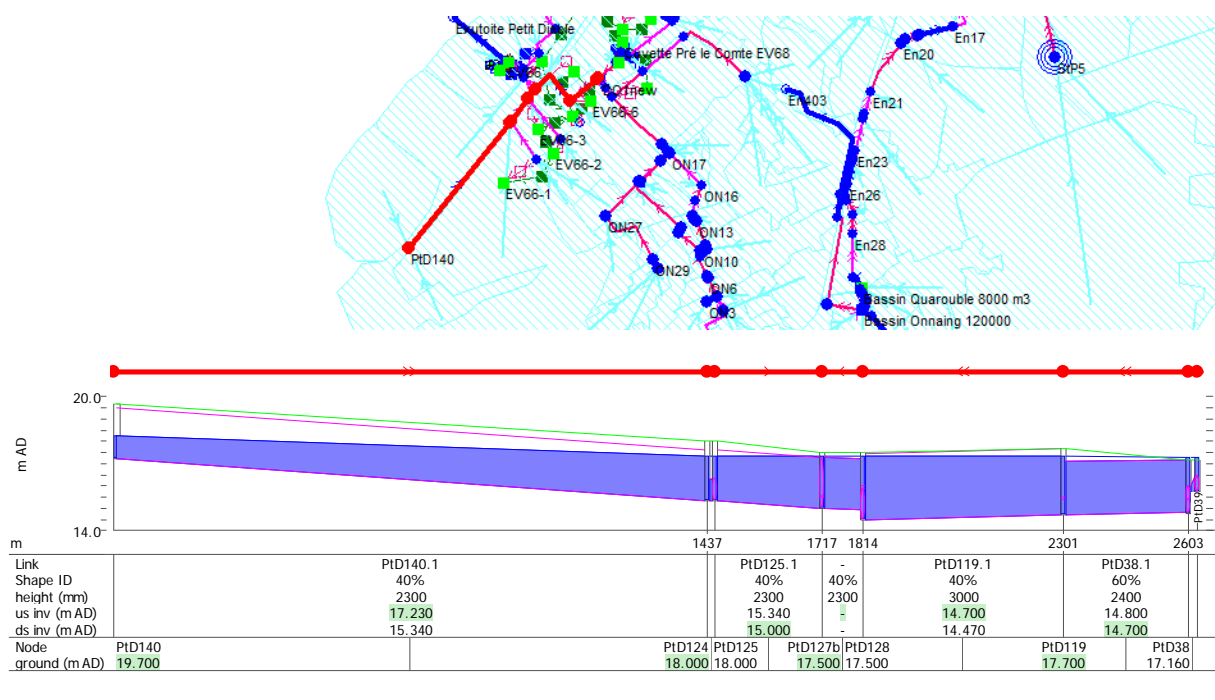 Exutoite Petit Diable
En17
En20
Cuvette Pré le Comte EV68
StP5
EV66
DO1new
En403
En21
EV66-6
EV66-3
EV66-2
EV66-1
ON17
En23
ON16
En26
ON27
ON13
En28
PtD140
ON29
ON10
ON6
ON3
Bassin Quarouble 8000 m3
Bassin Onnaing 120000
20.0
m AD
14.0
PtD39
m 1437 1717 1814 2301 2603
Link PtD140.1 PtD125.1 - PtD119.1 PtD38.1
Shape ID 40% 40% 40% 40% 60%
height (mm) 2300 2300 2300 3000 2400
us inv (m AD) 17.230 15.340 - 14.700 14.800
ds inv (m AD) 15.340 15.000 - 14.470 14.700
Node PtD140 PtD124 PtD125 PtD127b PtD128 PtD119 PtD38
ground (m AD) 19.700 18.000 18.000 17.500 17.500 17.700 17.160